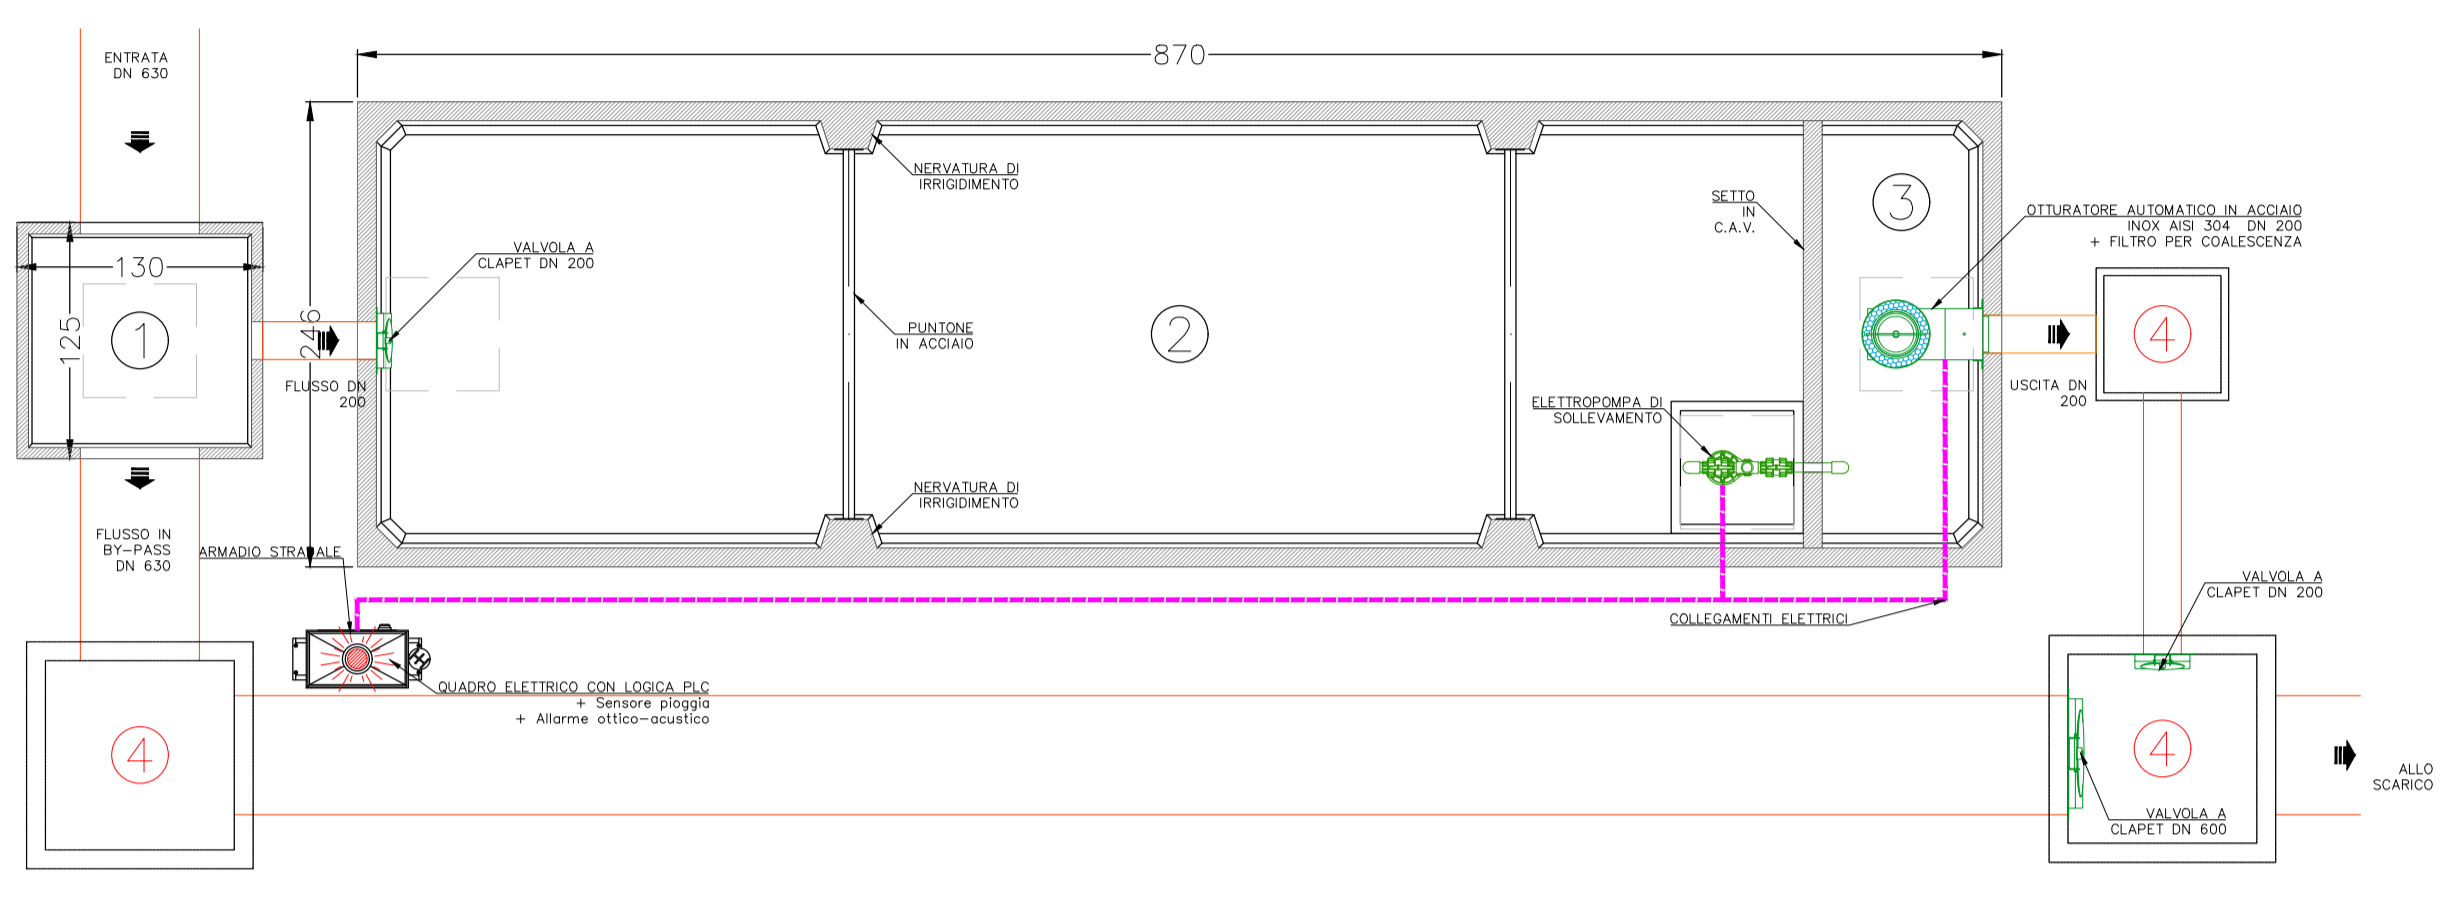 ENTRATA
DN 630
870
NERVATURA DI
IRRIGIDIMENTO
SETTO
IN
C.A.V.
3
OTTURATORE AUTOMATICO IN ACCIAIO
INOX AISI 304 DN 200
+ FILTRO PER COALESCENZA
VALVOLA A
CLAPET DN 200
130
125
1
246
PUNTONE
IN ACCIAIO
2
4
FLUSSO DN
200
USCITA DN
200
ELETTROPOMPA DI
SOLLEVAMENTO
NERVATURA DI
IRRIGIDIMENTO
FLUSSO IN
BY-PASS
DN 630
ARMADIO STRADALE
VALVOLA A
CLAPET DN 200
COLLEGAMENTI ELETTRICI
QUADRO ELETTRICO CON LOGICA PLC
+ Sensore pioggia
+ Allarme ottico-acustico
4
4
ALLO
SCARICO
VALVOLA A
CLAPET DN 600